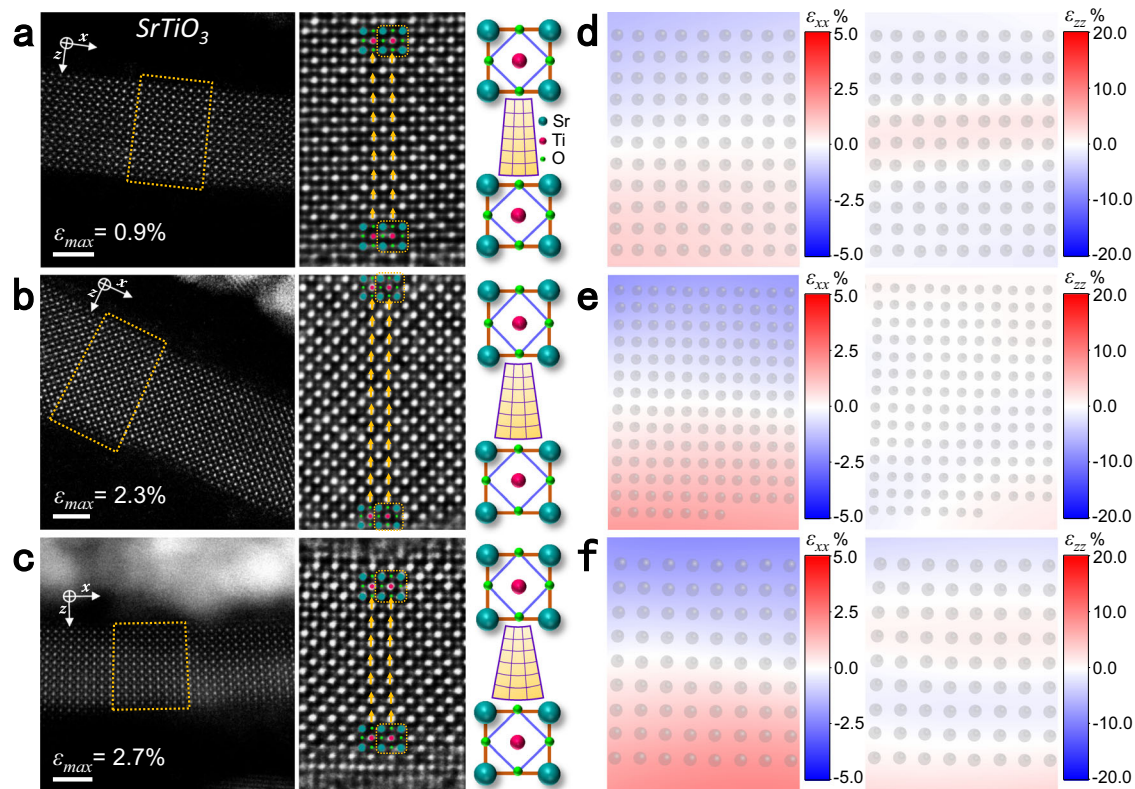 a
SrTiO3
x
z
εmax= 0.9%
Sr
Ti
O
d
εxx %
5.0
2.5
0.0
-2.5
-5.0
εzz %
20.0
10.0
0.0
-10.0
-20.0
b
x
z
εmax= 2.3%
e
εxx %
5.0
2.5
0.0
-2.5
-5.0
εzz %
20.0
10.0
0.0
-10.0
-20.0
c
x
z
εmax= 2.7%
f
εxx %
5.0
2.5
0.0
-2.5
-5.0
εzz %
20.0
10.0
0.0
-10.0
-20.0